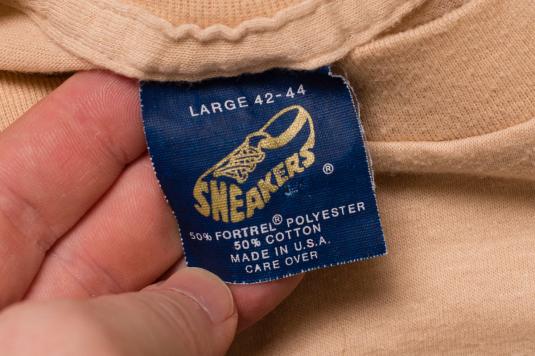 LARGE 42-44
SNEAKERS ®
50% FORTREL® POLYESTER
50% COTTON
MADE IN U.S.A.
CARE OVER